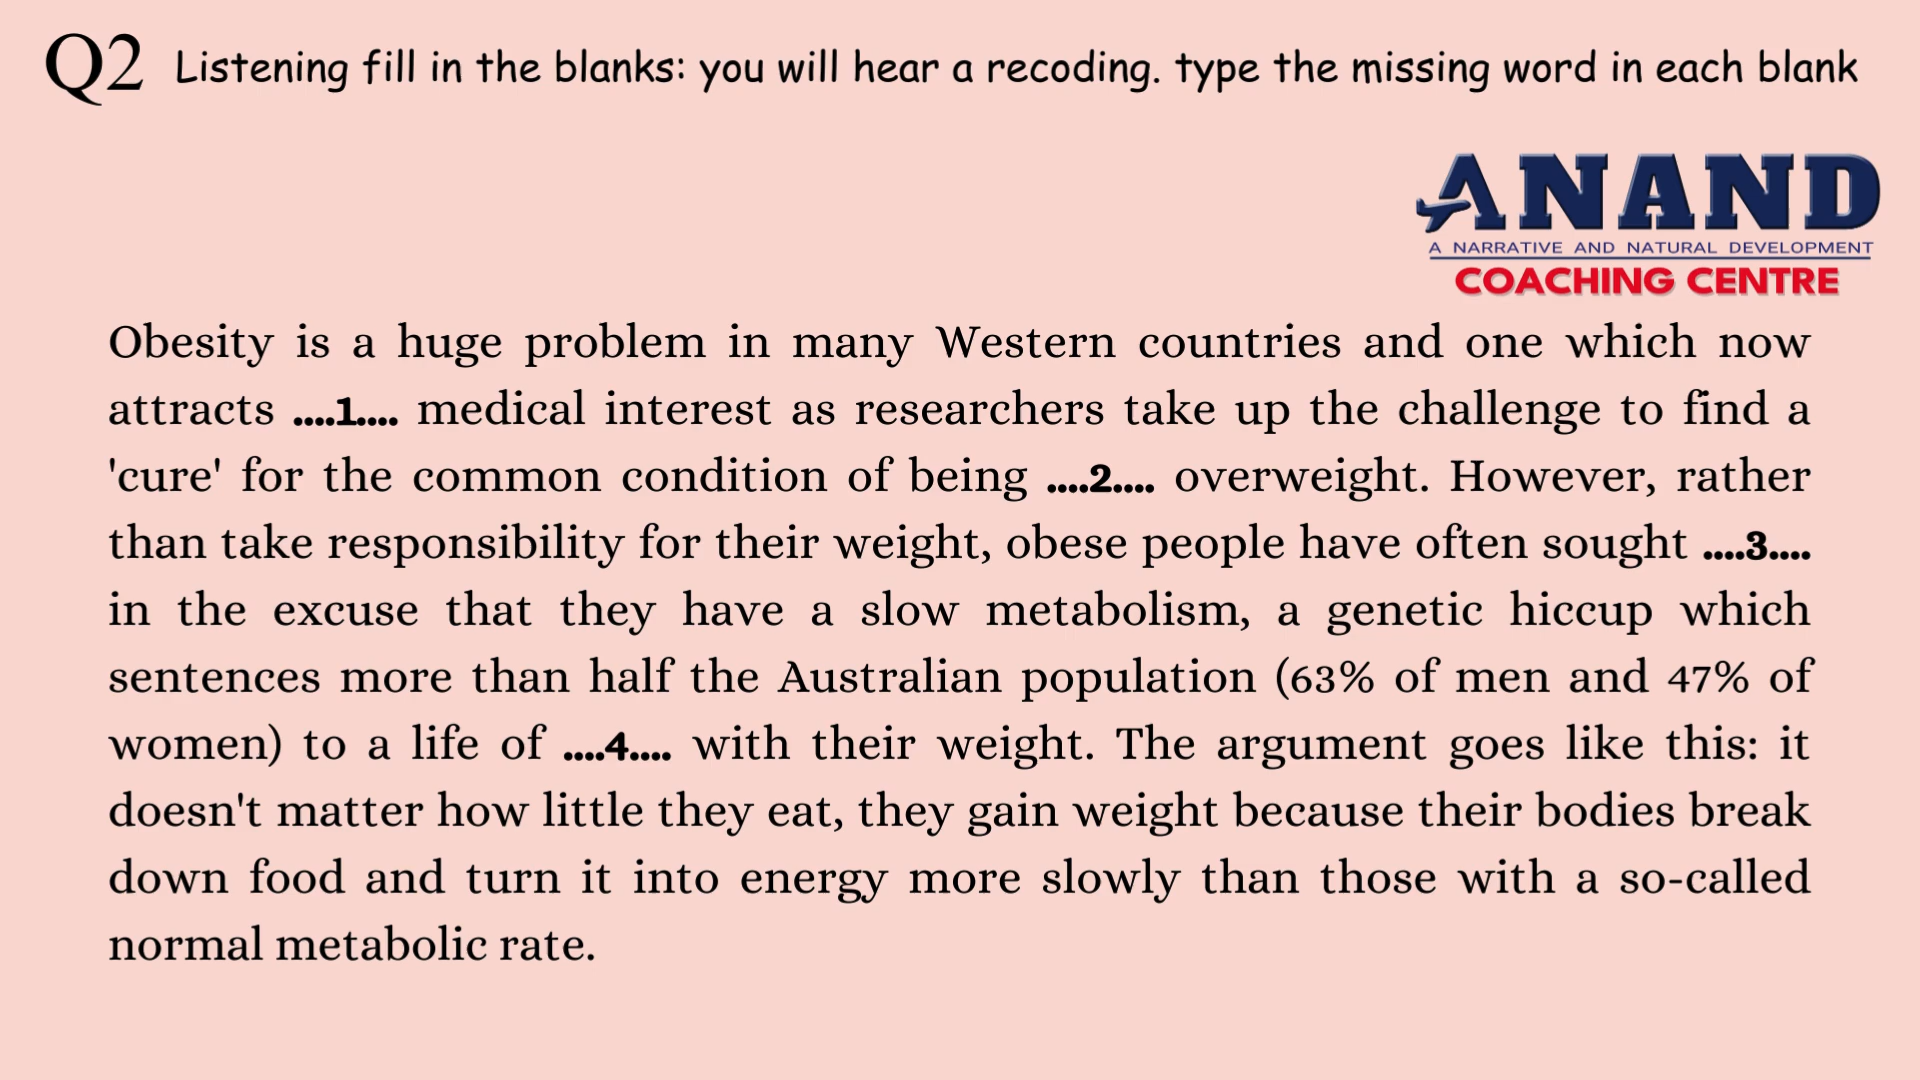 Q2 Listening fill in the blanks: you will hear a recoding. type the missing word in each blank
ANAND
A NARRATIVE AND NATURAL DEVELOPMENT
COACHING CENTRE
Obesity is a huge problem in many Western countries and one which now
attracts ....1.... medical interest as researchers take up the challenge to find a
'cure' for the common condition of being ....2.... overweight. However, rather
than take responsibility for their weight, obese people have often sought ....3....
in the excuse that they have a slow metabolism, a genetic hiccup which
sentences more than half the Australian population (63% of men and 47% of
women) to a life of ....4.... with their weight. The argument goes like this: it
doesn't matter how little they eat, they gain weight because their bodies break
down food and turn it into energy more slowly than those with a so-called
normal metabolic rate.